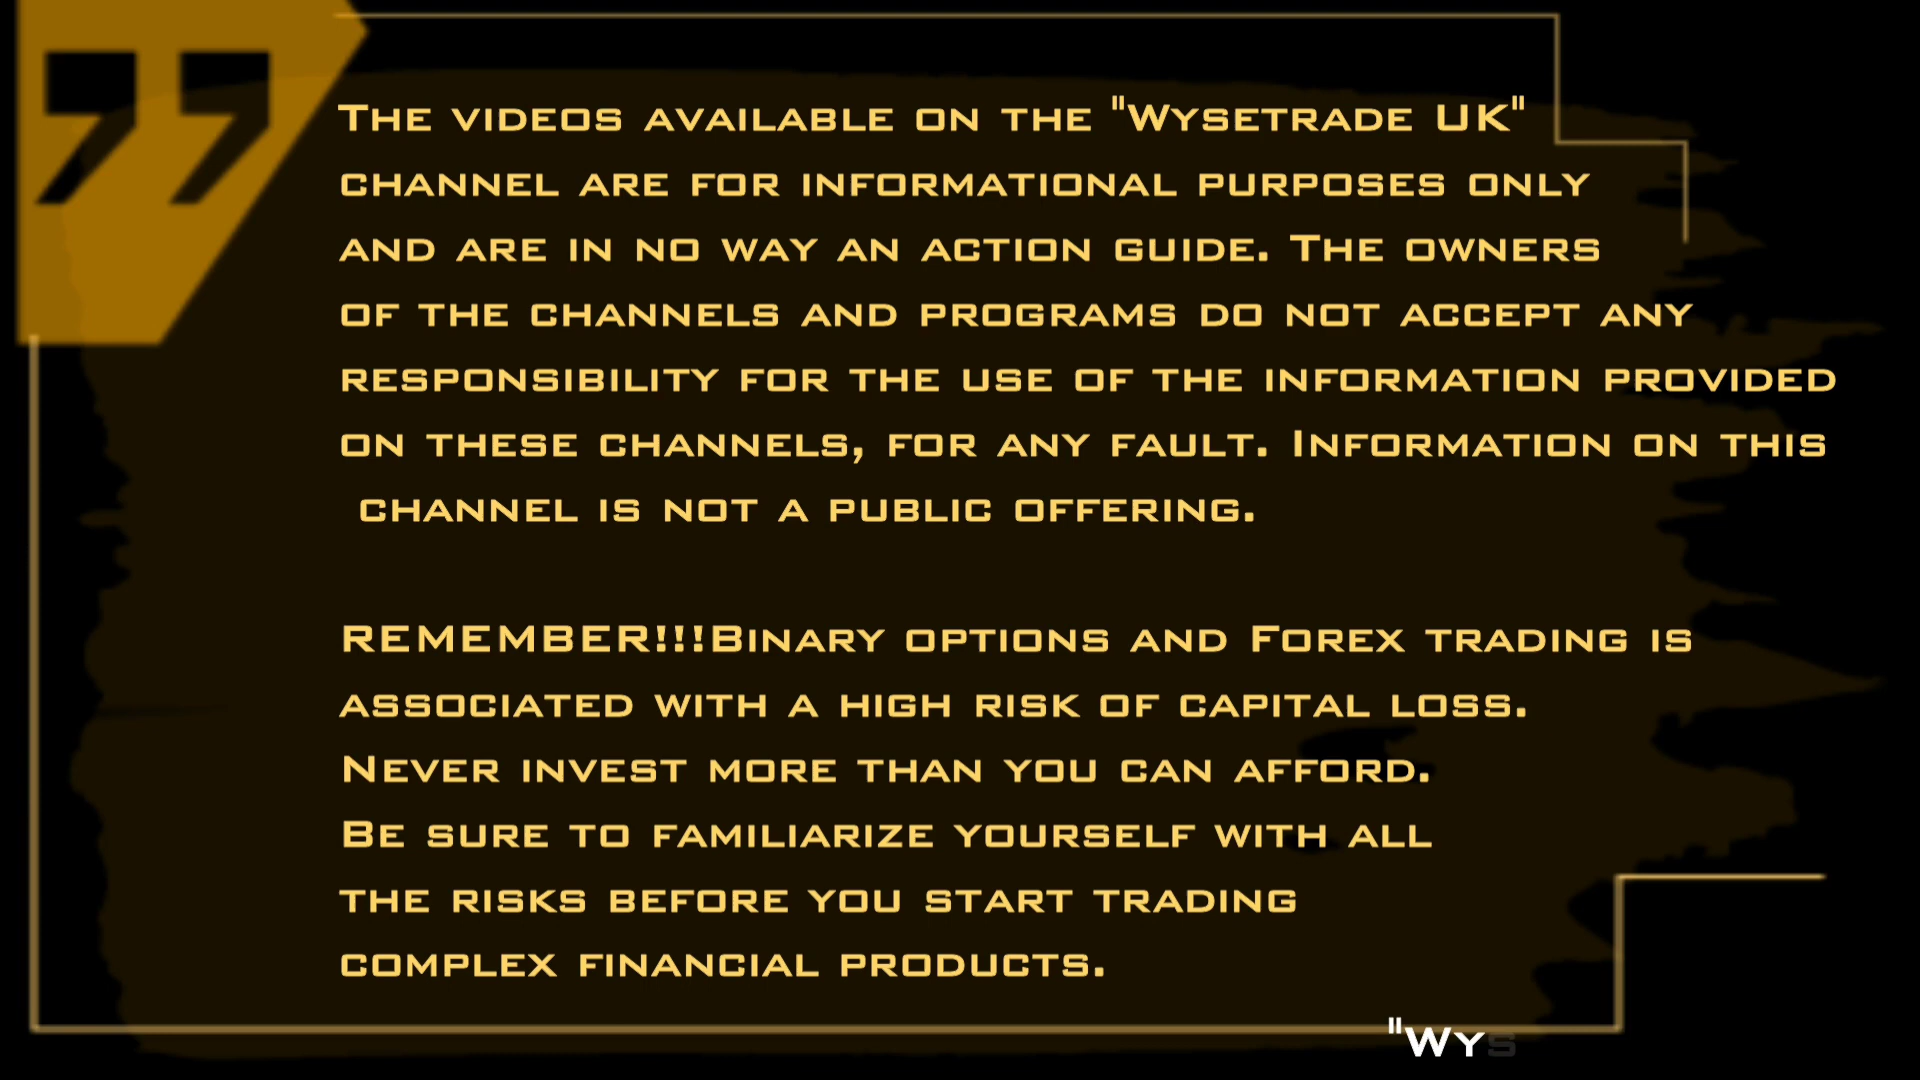 The videos available on the "Wysetrade UK"
channel are for informational purposes only
and are in no way an action guide. The owners
of the channels and programs do not accept any
responsibility for the use of the information provided
on these channels, for any fault. Information on this
channel is not a public offering.
REMEMBER!!!Binary options and Forex trading is
associated with a high risk of capital loss.
Never invest more than you can afford.
Be sure to familiarize yourself with all
the risks before you start trading
complex financial products.
"Wys